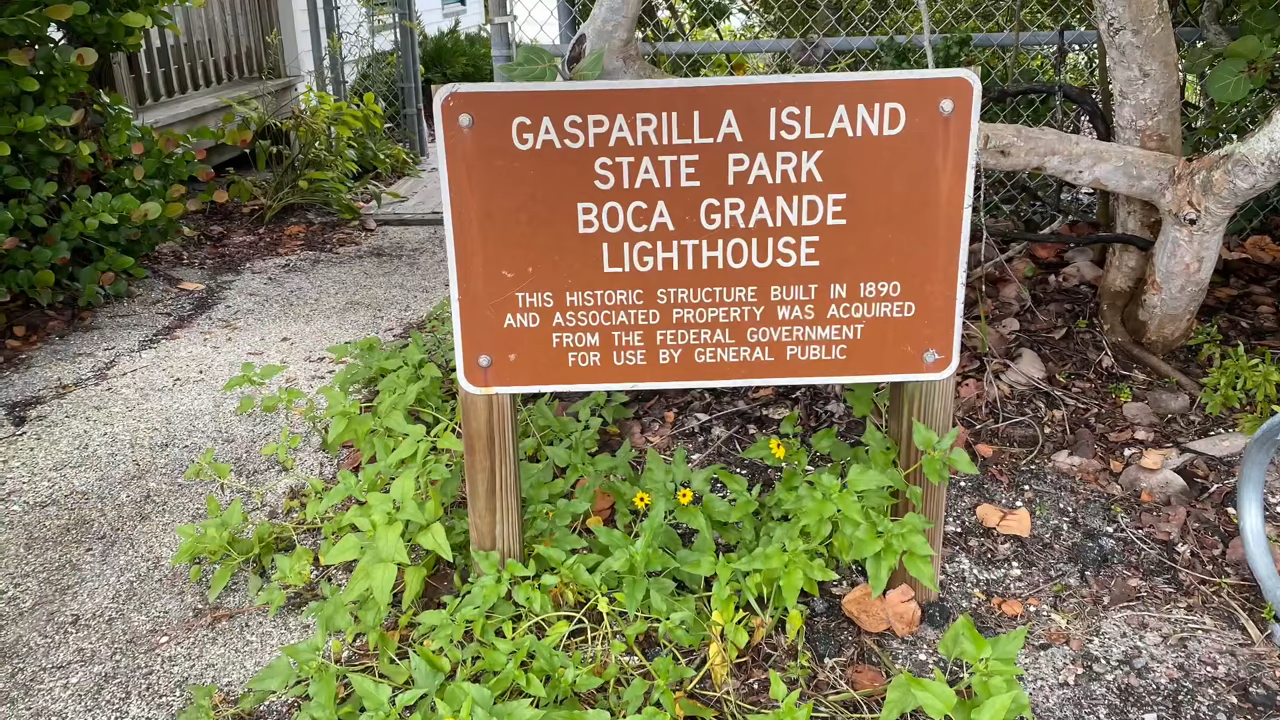 GASPARILLA ISLAND
STATE PARK
BOCA GRANDE
LIGHTHOUSE
THIS HISTORIC STRUCTURE BUILT IN 1890
AND ASSOCIATED PROPERTY WAS ACQUIRED
FROM THE FEDERAL GOVERNMENT
FOR USE BY GENERAL PUBLIC